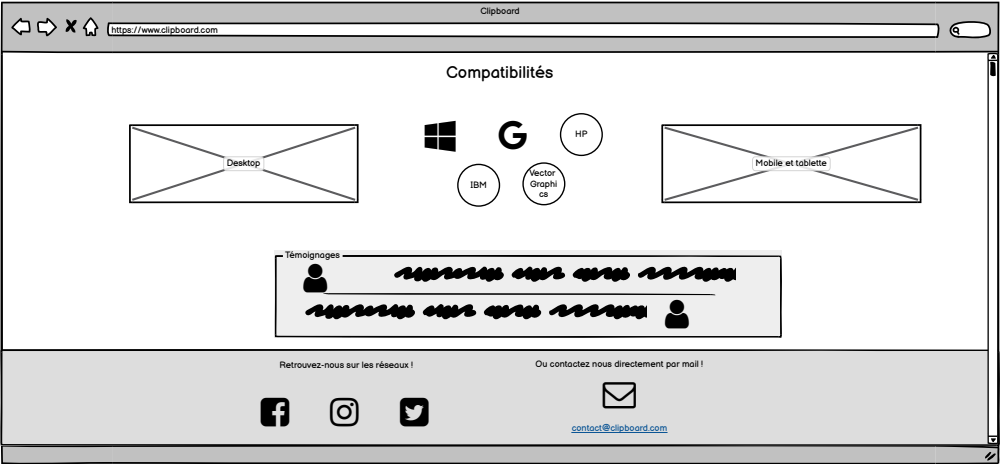 Clipboard
https://www.clipboard.com
Compatibilités
HP
Desktop
Mobile et tablette
IBM
Vector
Graphi
cs
Témoignages
Retrouvez-nous sur les réseaux !
Ou contactez nous directement par mail !
contact@clipboard.com